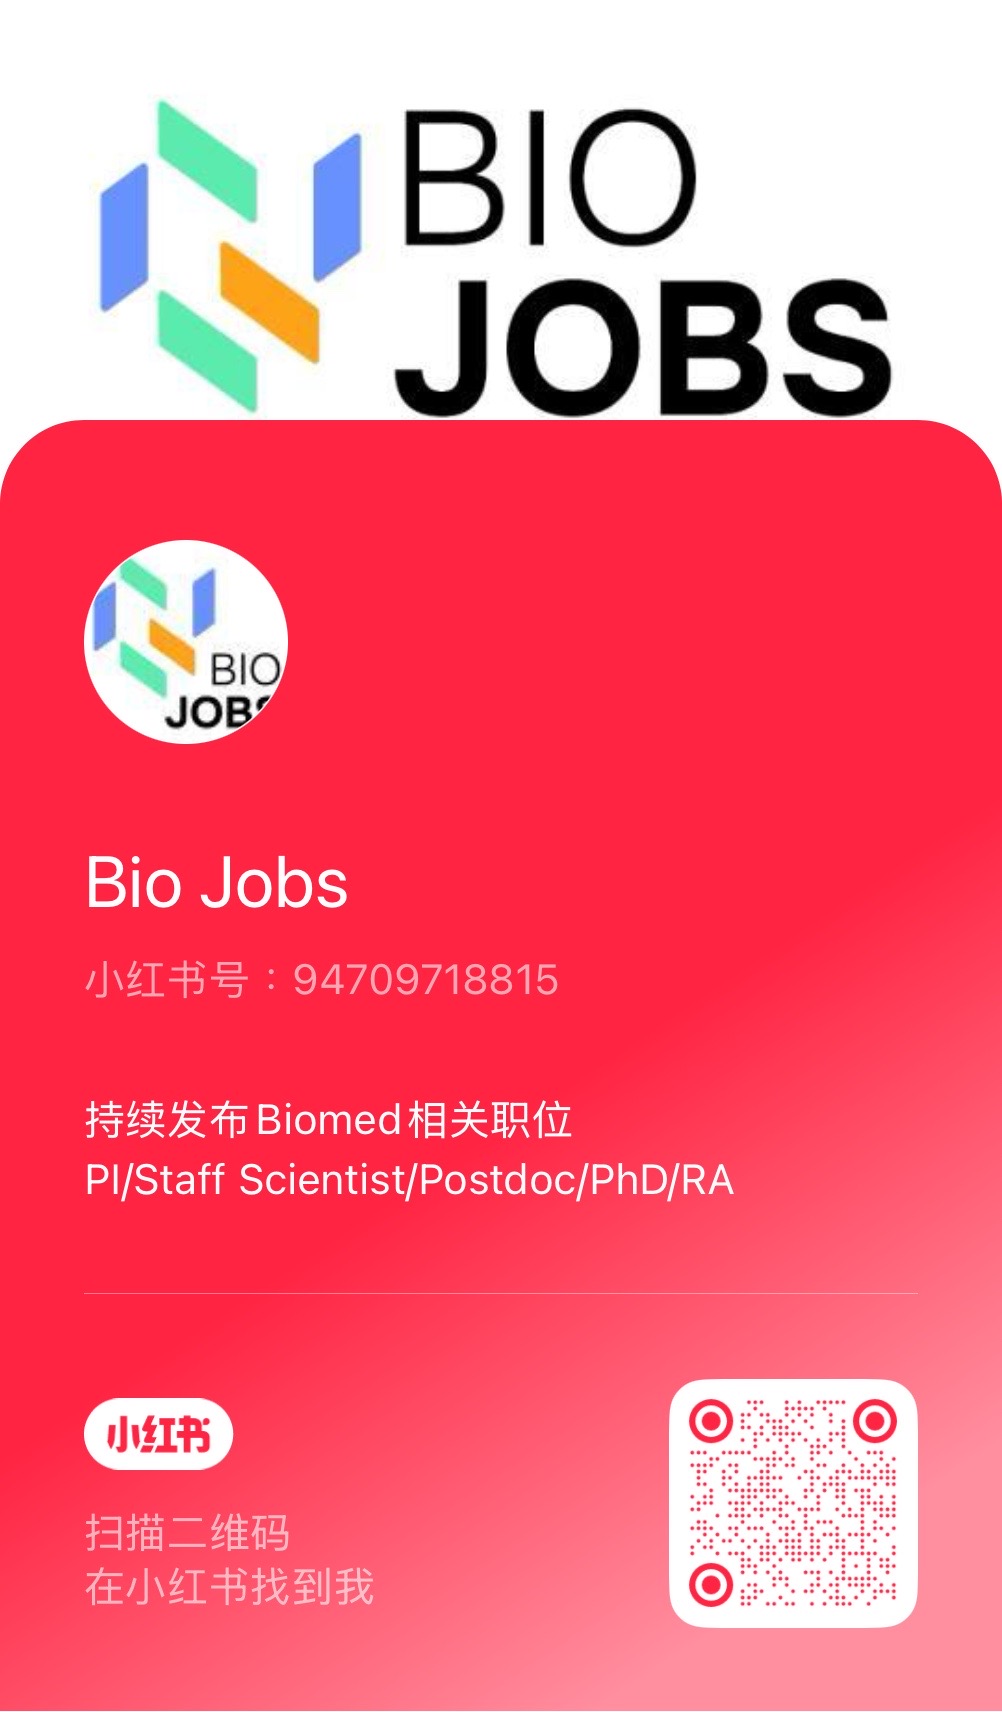 BIO
JOBS
BIO
JOBS
Bio Jobs
小红书号：94709718815
持续发布Biomed相关职位
PI/Staff Scientist/Postdoc/PhD/RA
小红书
扫描二维码
在小红书找到我